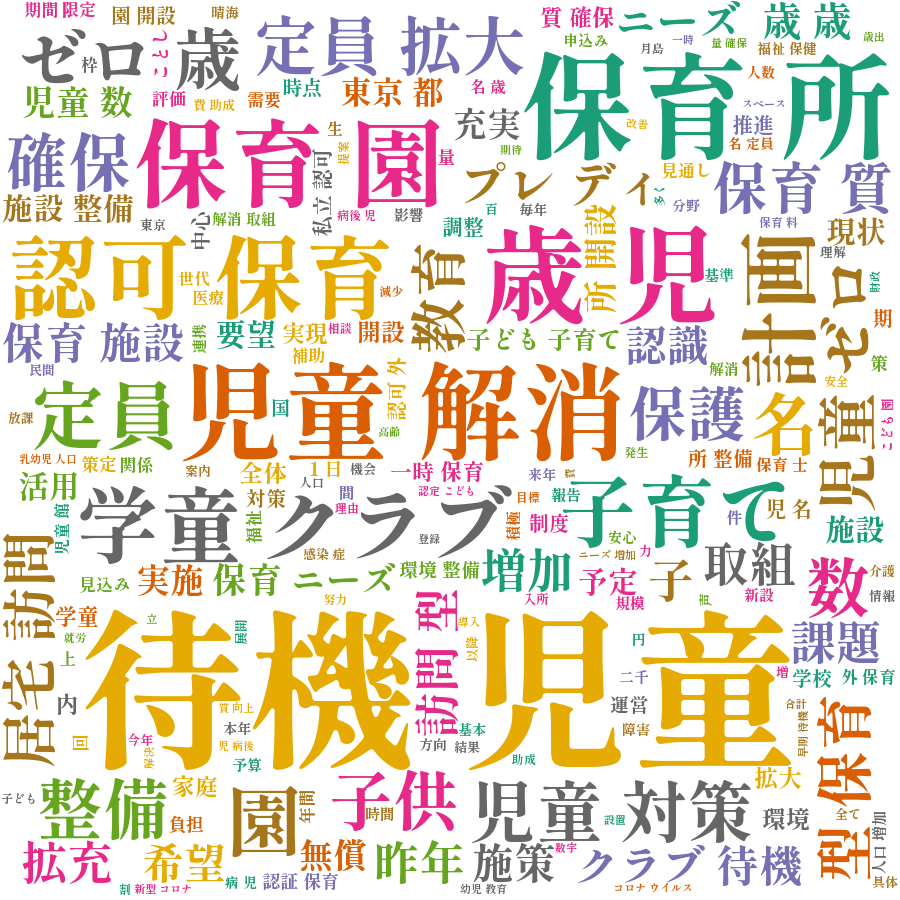 期間 限定
園 開設
晴海
質 確保
ニーズ
歳 歳
ゼロ
枠
歳
定員 拡大
申込み
月島
一時
量 確保
福祉 保健
歳出
児童 数
評価
費 助成
需要
時点
東京 都
名 歳
保育 所
人数
スペース
確保
保育 園
生
提案
量
充実
期待
改善
推進
名 定員
施設 整備
私立 認可
プレ ディ
見通し
多く
保育 質
東京
中心
解消 取組
病後 児
影響
調整
百
毎年
分野
保育 料
現状
理解
認可 保育
世代
医療
減少
教育
歳 児
所 開設
基準
計画
ゼロ
財政
保育 施設
民間
連携
要望
実現
相談
補助
開設
子ども 子育て
認識
期
策
解消
安全
放課
定員
児童 解消
国
認可 外
高齢
保護
名
児童
園 もどこ
乳幼児 人口
策定
関係
案内
全体
1日
機会
一時 保育
来年
質
発生
所 整備
保育 士
活用
児童 館
学童 クラブ
福祉
対策
人口
間
理由
認定 こども
目標
報告
子育て
件
児 名
施設
登録
積極
制度
安心
感染 症
ニーズ 増加
力
居宅 訪問
見込み
実施
保育 ニーズ
環境 整備
増加
予定
子
取組
数
介護
情報
学童
就労
立
展開
努力
訪問 型
導入
入所
規模
声
新設
以降
上
待機 児童
円
課題
内
二千
増
学校
外 保育
回
質 向上
本年
基本
運営
合計
今年
解決
児 病後
方向
結果
障害
早期 待機
型 保育
予算
助成
子ども
整備
家庭
園
年間
子供
時間
児童 対策
設置
拡大
環境
全て
人口 増加
負担
拡充
希望
無償
昨年
施策
数字
クラブ 待機
割
新型 コロナ
病 児
認証 保育
幼児 教育
コロナ ウイルス
具体